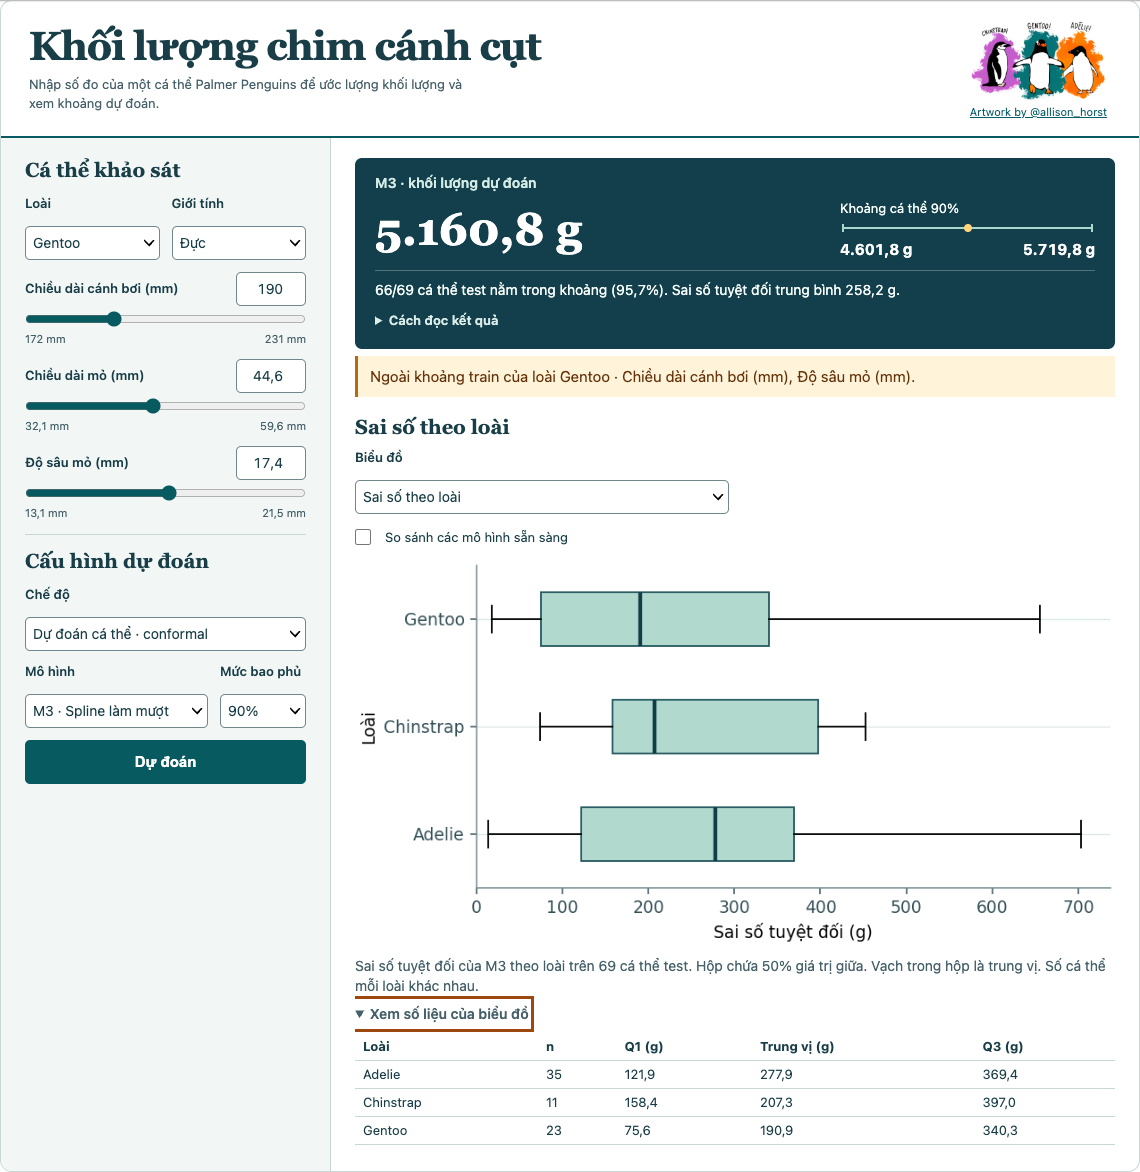 Khối lượng chim cánh cụt
Nhập số đo của một cá thể Palmer Penguins để ước lượng khối lượng và
xem khoảng dự đoán.
CHINSTRAP!
GENTOO!
ADÉLIE!
Artwork by @allison_horst
Cá thể khảo sát
Loài
Giới tính
Gentoo
Đực
Chiều dài cánh bơi (mm)
190
172 mm
231 mm
Chiều dài mỏ (mm)
44,6
32,1 mm
59,6 mm
Độ sâu mỏ (mm)
17,4
13,1 mm
21,5 mm
Cấu hình dự đoán
Chế độ
Dự đoán cá thể · conformal
Mô hình
Mức bao phủ
M3 · Spline làm mượt
90%
Dự đoán
M3 · khối lượng dự đoán
5.160,8 g
Khoảng cá thể 90%
4.601,8 g
5.719,8 g
66/69 cá thể test nằm trong khoảng (95,7%). Sai số tuyệt đối trung bình 258,2 g.
Cách đọc kết quả
Ngoài khoảng train của loài Gentoo · Chiều dài cánh bơi (mm), Độ sâu mỏ (mm).
Sai số theo loài
Biểu đồ
Sai số theo loài
So sánh các mô hình sẵn sàng
Loài
Gentoo
Chinstrap
Adelie
0 100 200 300 400 500 600 700
Sai số tuyệt đối (g)
Sai số tuyệt đối của M3 theo loài trên 69 cá thể test. Hộp chứa 50% giá trị giữa. Vạch trong hộp là trung vị. Số cá thể
mỗi loài khác nhau.
Xem số liệu của biểu đồ
Loài n Q1 (g) Trung vị (g) Q3 (g)
Adelie 35 121,9 277,9 369,4
Chinstrap 11 158,4 207,3 397,0
Gentoo 23 75,6 190,9 340,3